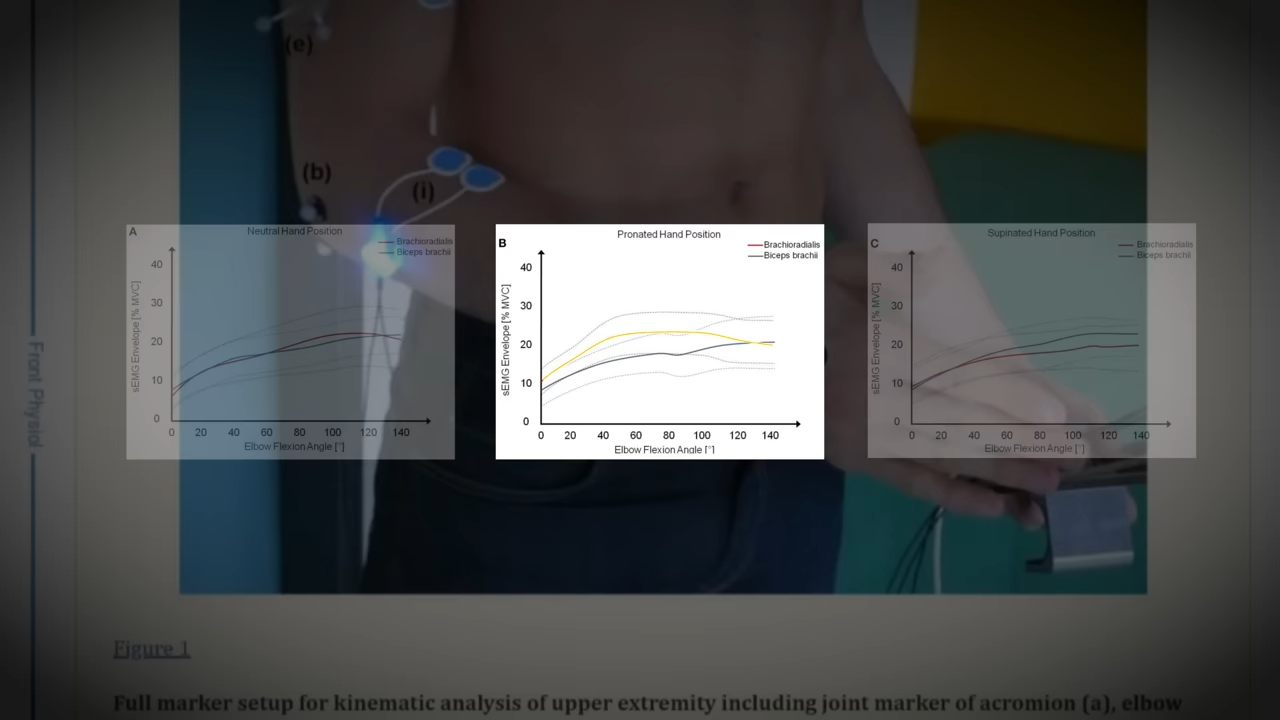 (e)
(b)
(i)
A
Neutral Hand Position
Brachioradialis
Biceps brachii
sEMG Envelope [% MVC]
40
30
20
10
0
0 20 40 60 80 100 120 140
Elbow Flexion Angle [°]
B
Pronated Hand Position
Brachioradialis
Biceps brachii
sEMG Envelope [% MVC]
40
30
20
10
0
0 20 40 60 80 100 120 140
Elbow Flexion Angle [°]
C
Supinated Hand Position
Brachioradialis
Biceps brachii
sEMG Envelope [% MVC]
40
30
20
10
0
0 20 40 60 80 100 120 140
Elbow Flexion Angle [°]
Front Physiol
Figure 1
Full marker setup for kinematic analysis of upper extremity including joint marker of acromion (a), elbow